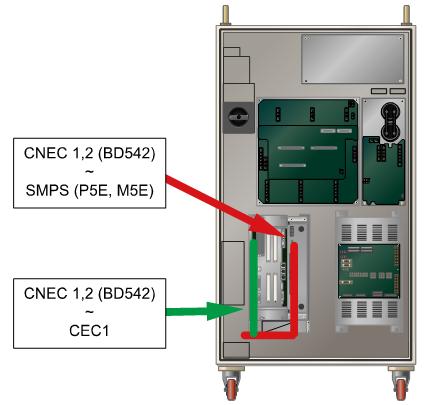 CNEC 1,2 (BD542)
~
SMPS (P5E, M5E)
CNEC 1,2 (BD542)
~
CEC1